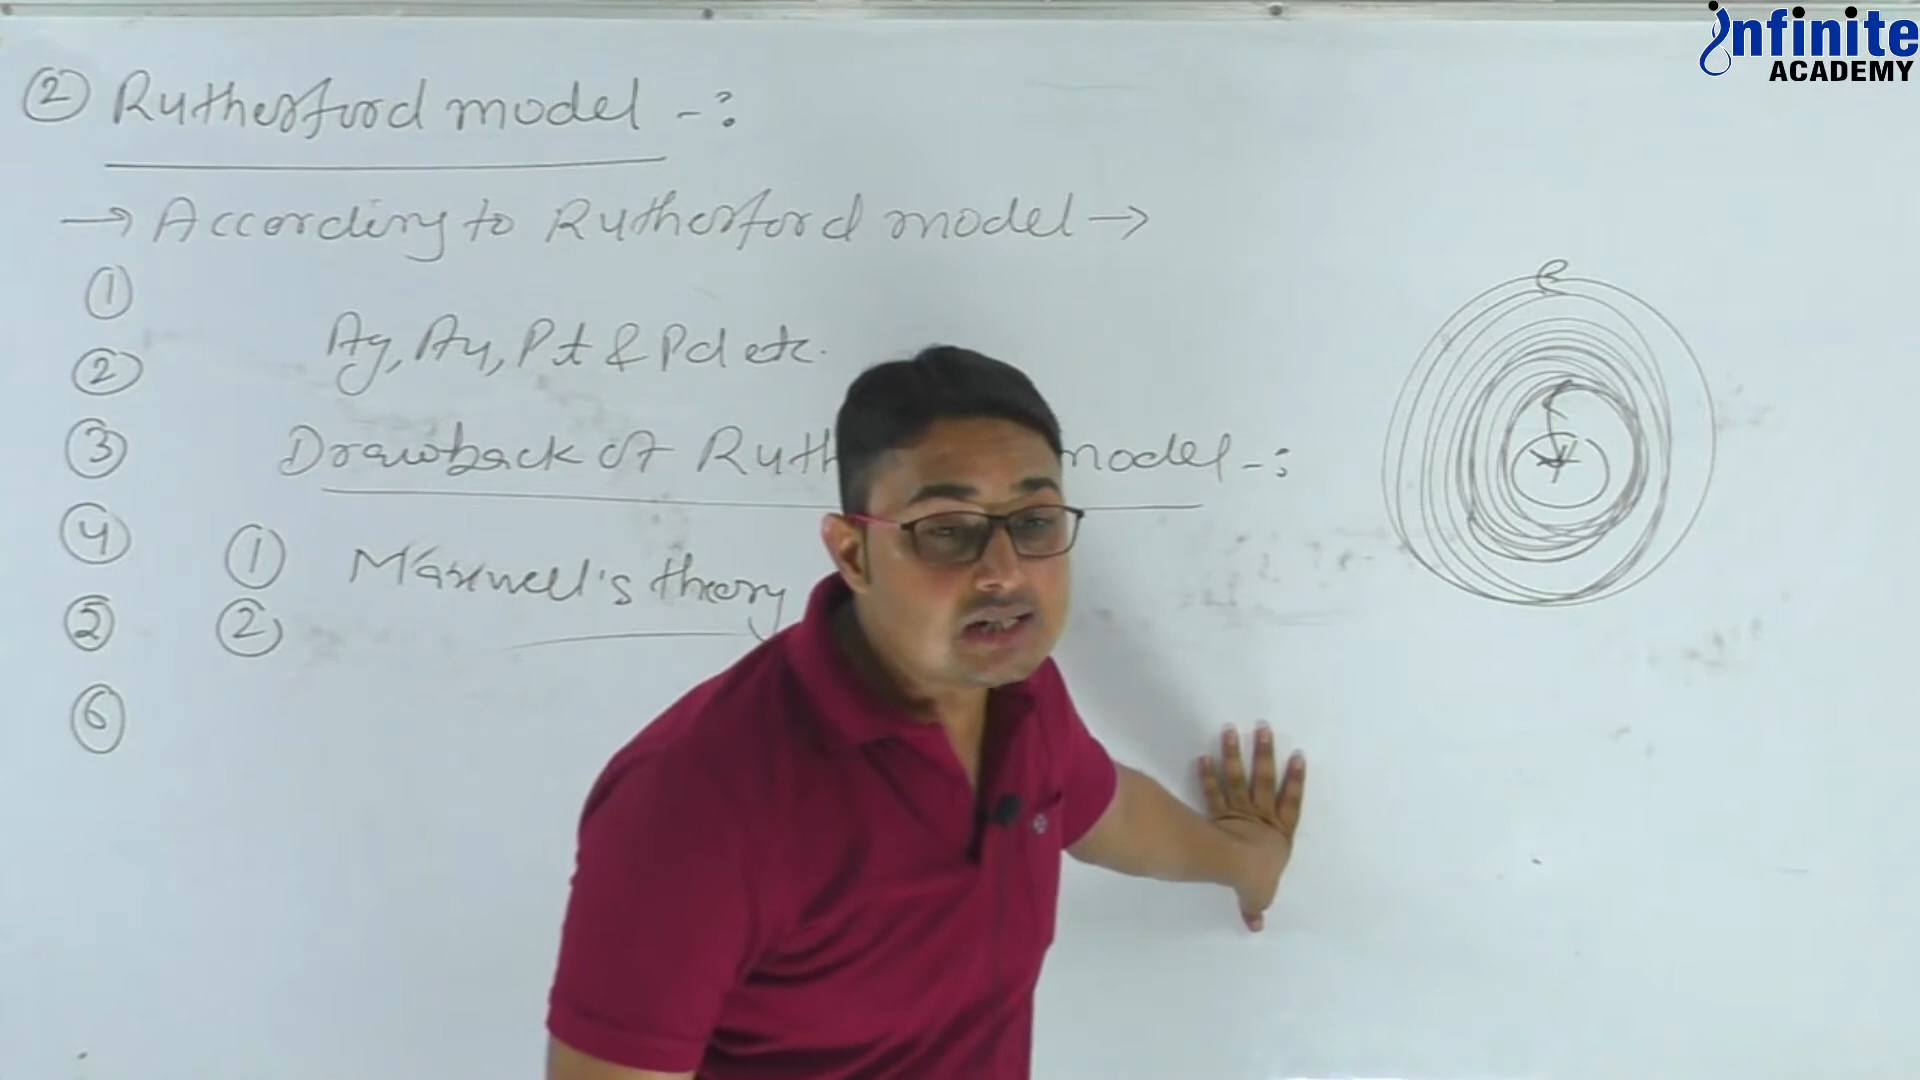 infinite
ACADEMY
② Rutherford model -:
→ According to Rutherford model →
①
Ag, Au, Pt & Pd etc.
②
③ Drawback of Ruth model -:
④
① Maxwell's theory
⑤ ②
⑥
e
+